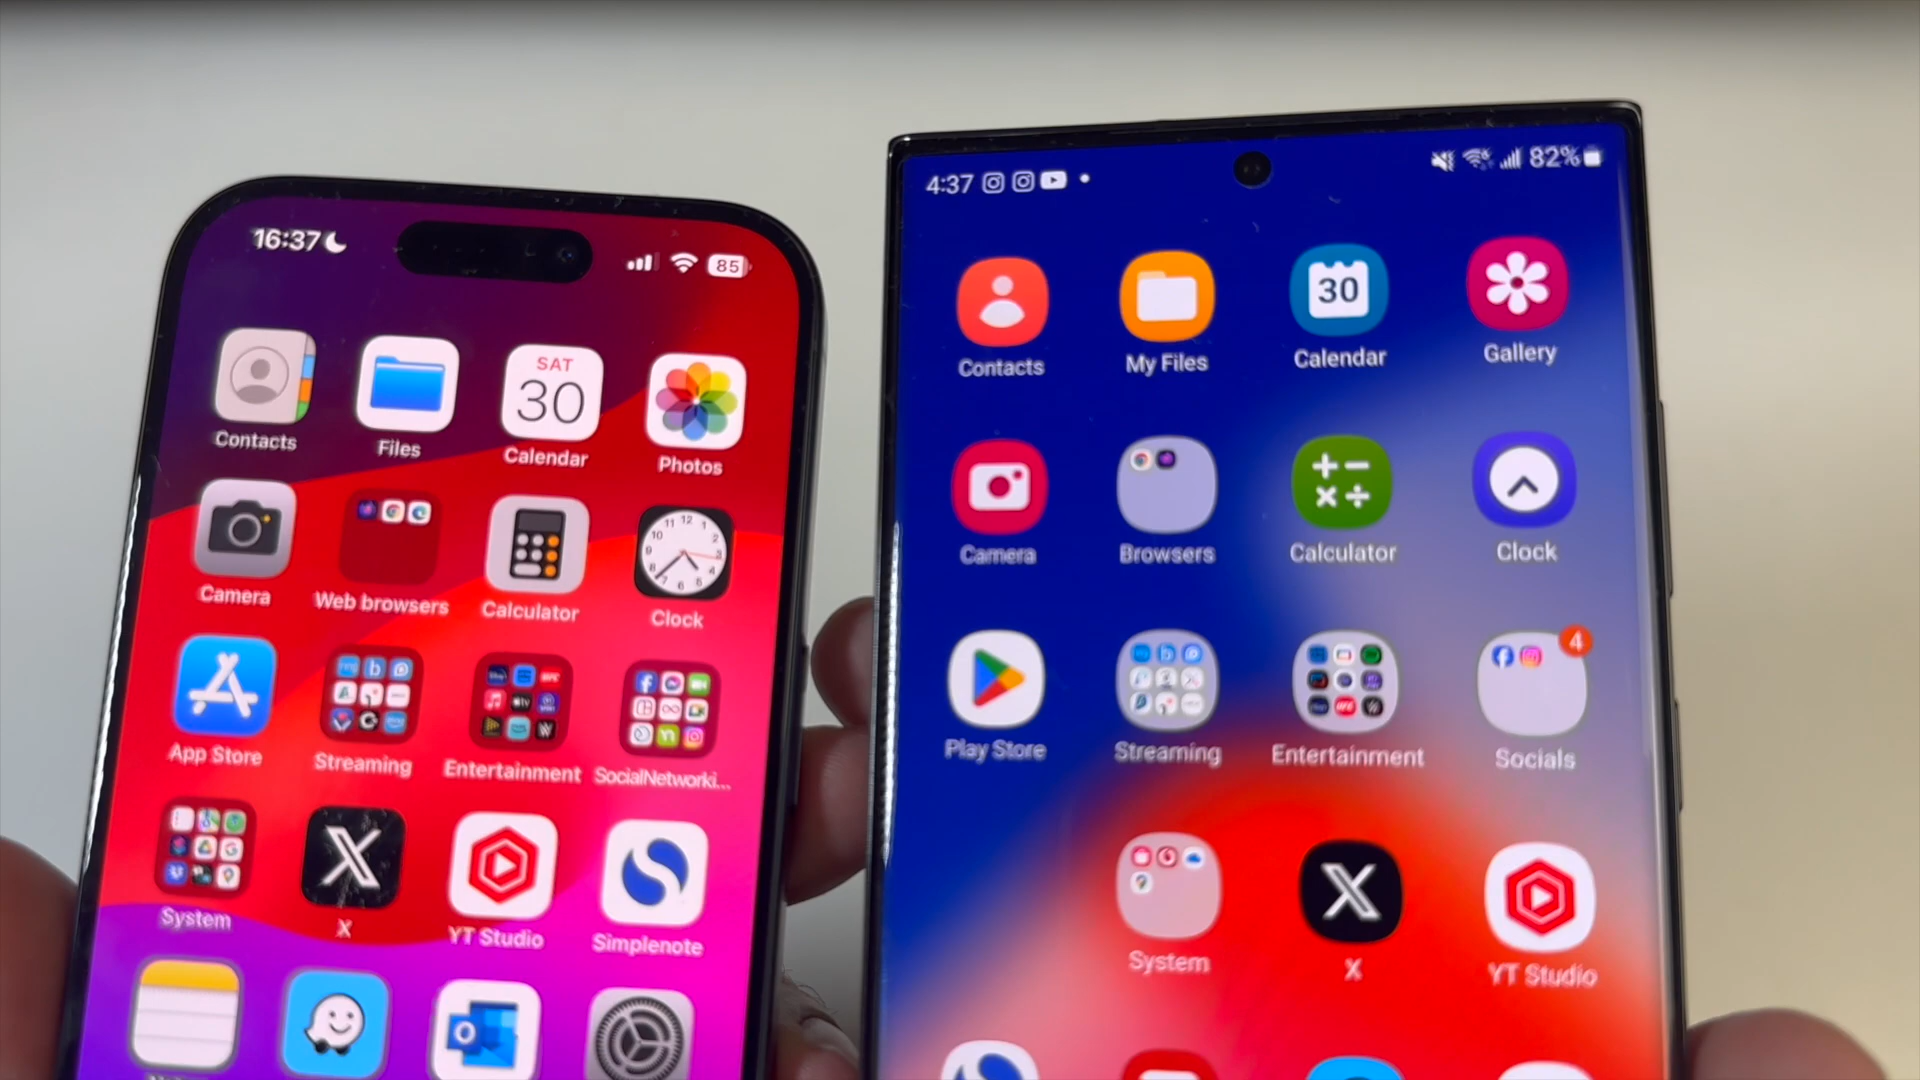 16:37
85
SAT
30
Contacts
Files
Calendar
Photos
Camera
Web browsers
Calculator
Clock
App Store
Streaming
Entertainment
SocialNetworki...
System
X
YT Studio
Simplenote
4:37
82%
30
Contacts
My Files
Calendar
Gallery
Camera
Browsers
Calculator
Clock
4
Play Store
Streaming
Entertainment
Socials
System
X
YT Studio